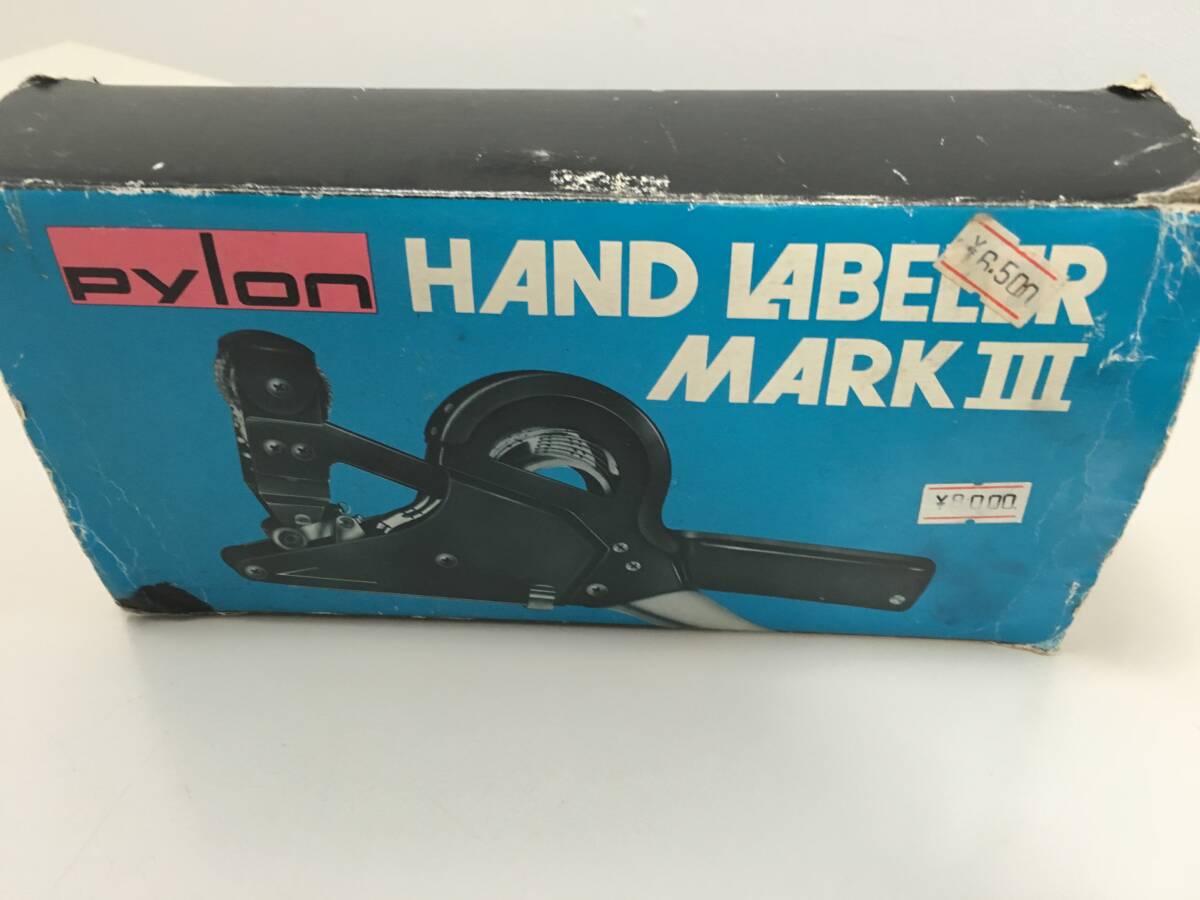 pylon
HAND LABELER
MARK III
¥6.500
¥8.000.